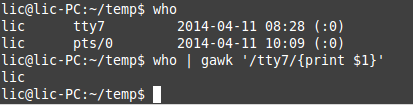 lic@lic-PC:~/temp$ who
lic      tty7         2014-04-11 08:28 (:0)
lic      pts/0        2014-04-11 10:09 (:0)
lic@lic-PC:~/temp$ who | gawk '/tty7/{print $1}'
lic
lic@lic-PC:~/temp$